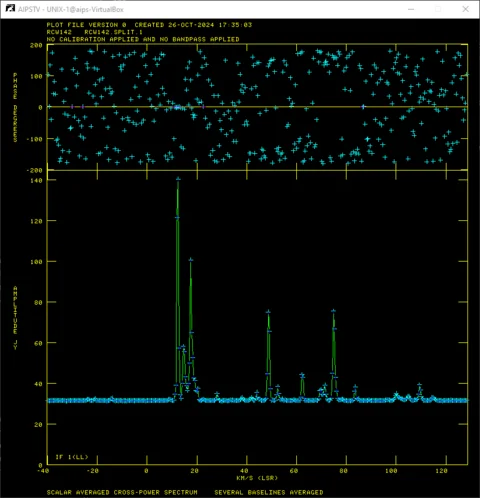 AIPSTV - UNIX-1@aips-VirtualBox
PLOT FILE VERSION 0 CREATED 26-OCT-2024 17:35:03
RCW142 RCW142 SPLIT.1
NO CALIBRATION APPLIED AND NO BANDPASS APPLIED
200
100
0
-100
-200
PHASE DEGREES
140
120
100
80
60
40
20
0
AMPLITUDE JY
IF 1(LL)
-40 -20 0 20 40 60 80 100 120
KM/S (LSR)
SCALAR AVERAGED CROSS-POWER SPECTRUM SEVERAL BASELINES AVERAGED